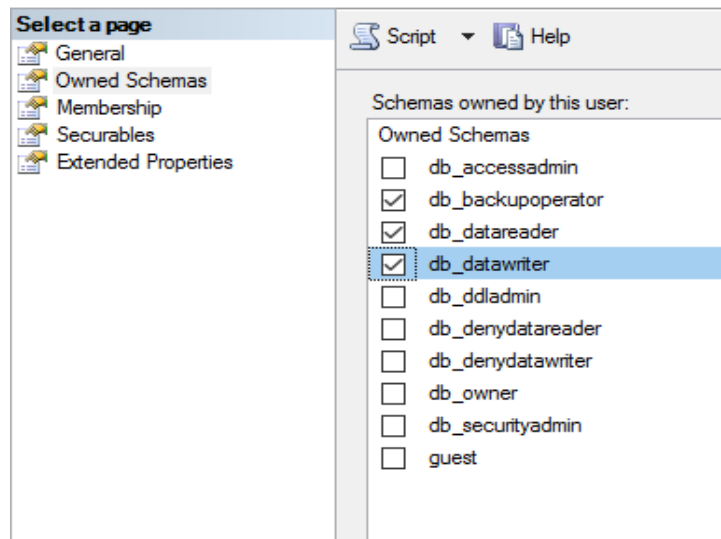 Select a page
General
Owned Schemas
Membership
Securables
Extended Properties
Script Help
Schemas owned by this user:
Owned Schemas
db_accessadmin
db_backupoperator
db_datareader
db_datawriter
db_ddladmin
db_denydatareader
db_denydatawriter
db_owner
db_securityadmin
guest